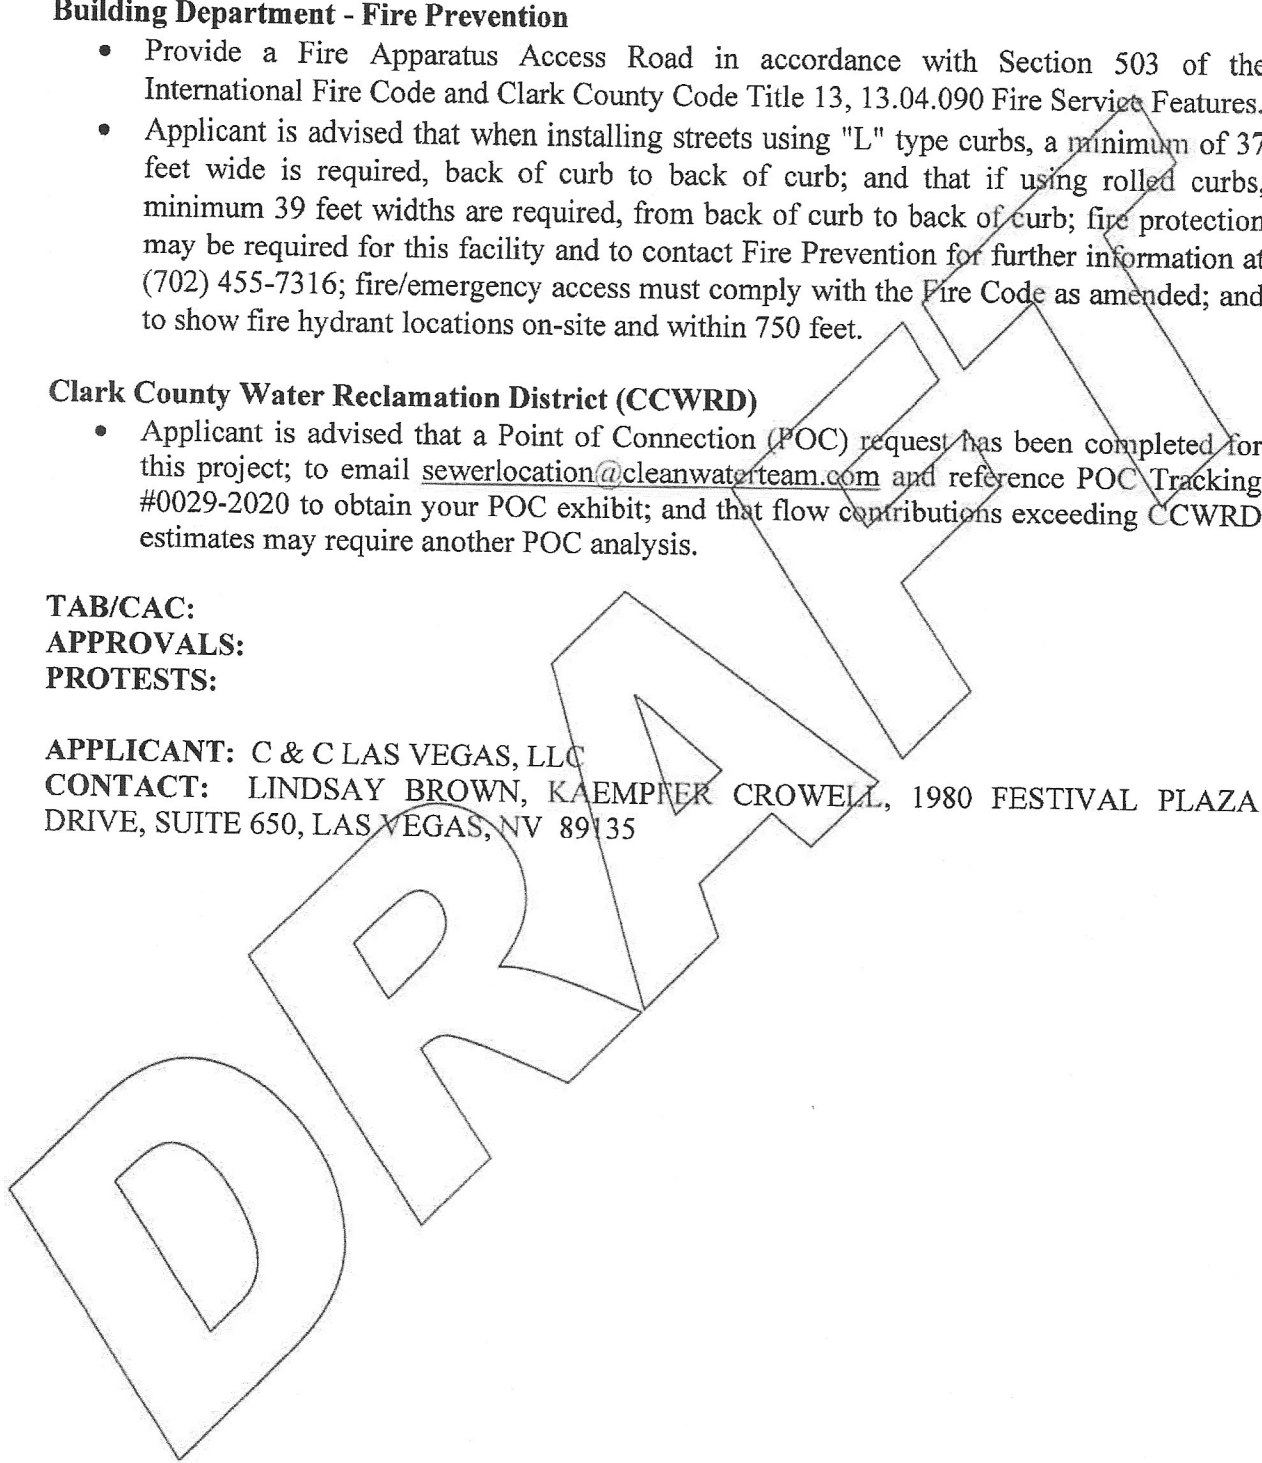 Building Department - Fire Prevention
• Provide a Fire Apparatus Access Road in accordance with Section 503 of the
International Fire Code and Clark County Code Title 13, 13.04.090 Fire Service Features.
• Applicant is advised that when installing streets using "L" type curbs, a minimum of 37
feet wide is required, back of curb to back of curb; and that if using rolled curbs,
minimum 39 feet widths are required, from back of curb to back of curb; fire protection
may be required for this facility and to contact Fire Prevention for further information at
(702) 455-7316; fire/emergency access must comply with the Fire Code as amended; and
to show fire hydrant locations on-site and within 750 feet.
Clark County Water Reclamation District (CCWRD)
• Applicant is advised that a Point of Connection (POC) request has been completed for
this project; to email sewerlocation@cleanwaterteam.com and reference POC Tracking
#0029-2020 to obtain your POC exhibit; and that flow contributions exceeding CCWRD
estimates may require another POC analysis.
TAB/CAC:
APPROVALS:
PROTESTS:
APPLICANT: C & C LAS VEGAS, LLC
CONTACT: LINDSAY BROWN, KAEMPFER CROWELL, 1980 FESTIVAL PLAZA
DRIVE, SUITE 650, LAS VEGAS, NV 89135
DRAFT